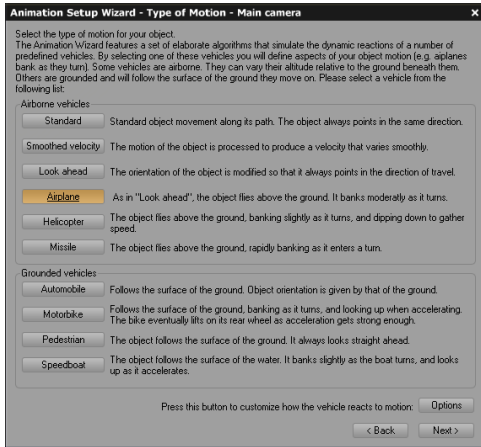 Animation Setup Wizard - Type of Motion - Main camera x
Select the type of motion for your object.
The Animation Wizard features a set of elaborate algorithms that simulate the dynamic reactions of a number of
predefined vehicles. By selecting one of these vehicles you will define aspects of your object motion (e.g. airplanes
bank as they turn). Some vehicles are airborne. They can vary their altitude relative to the ground beneath them.
Others are grounded and will follow the surface of the ground they move on. Please select a vehicle from the
following list:
Airborne vehicles
Standard Standard object movement along its path. The object always points in the same direction.
Smoothed velocity The motion of the object is processed to produce a velocity that varies smoothly.
Look ahead The orientation of the object is modified so that it always points in the direction of travel.
Airplane As in "Look ahead", the object flies above the ground. It banks moderatly as it turns.
Helicopter The object flies above the ground, banking slightly as it turns, and dipping down to gather
speed.
Missile The object flies above the ground, rapidly banking as it enters a turn.
Grounded vehicles
Automobile Follows the surface of the ground. Object orientation is given by that of the ground.
Motorbike Follows the surface of the ground, banking as it turns, and looking up when accelerating.
The bike eventually lifts on its rear wheel as acceleration gets strong enough.
Pedestrian The object follows the surface of the ground. It always looks straight ahead.
Speedboat The object follows the surface of the water. It banks slightly as the boat turns, and looks
up as it accelerates.
Press this button to customize how the vehicle reacts to motion: Options
< Back Next >